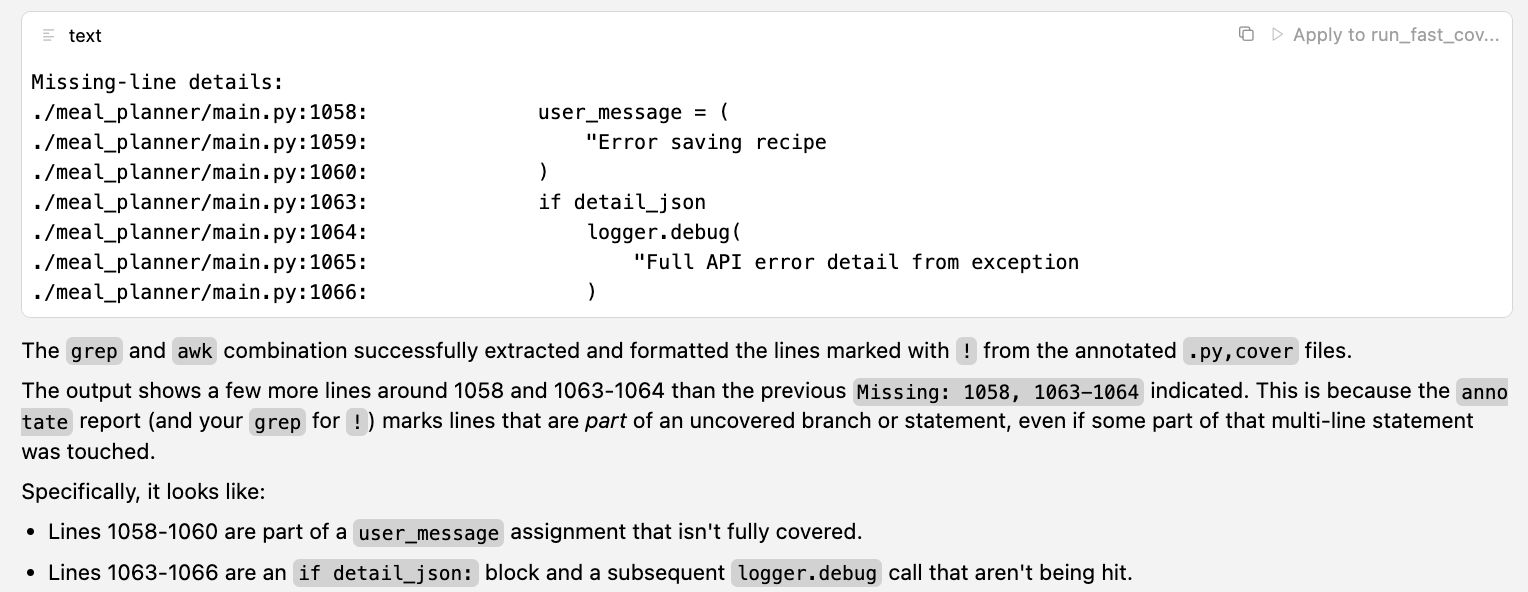 text
Apply to run_fast_cov...
Missing-line details:
./meal_planner/main.py:1058:              user_message = (
./meal_planner/main.py:1059:                  "Error saving recipe
./meal_planner/main.py:1060:              )
./meal_planner/main.py:1063:              if detail_json
./meal_planner/main.py:1064:                  logger.debug(
./meal_planner/main.py:1065:                      "Full API error detail from exception
./meal_planner/main.py:1066:                  )
The grep and awk combination successfully extracted and formatted the lines marked with ! from the annotated .py,cover files.
The output shows a few more lines around 1058 and 1063-1064 than the previous Missing: 1058, 1063-1064 indicated. This is because the anno
tate report (and your grep for !) marks lines that are part of an uncovered branch or statement, even if some part of that multi-line statement
was touched.
Specifically, it looks like:
• Lines 1058-1060 are part of a user_message assignment that isn't fully covered.
• Lines 1063-1066 are an if detail_json: block and a subsequent logger.debug call that aren't being hit.